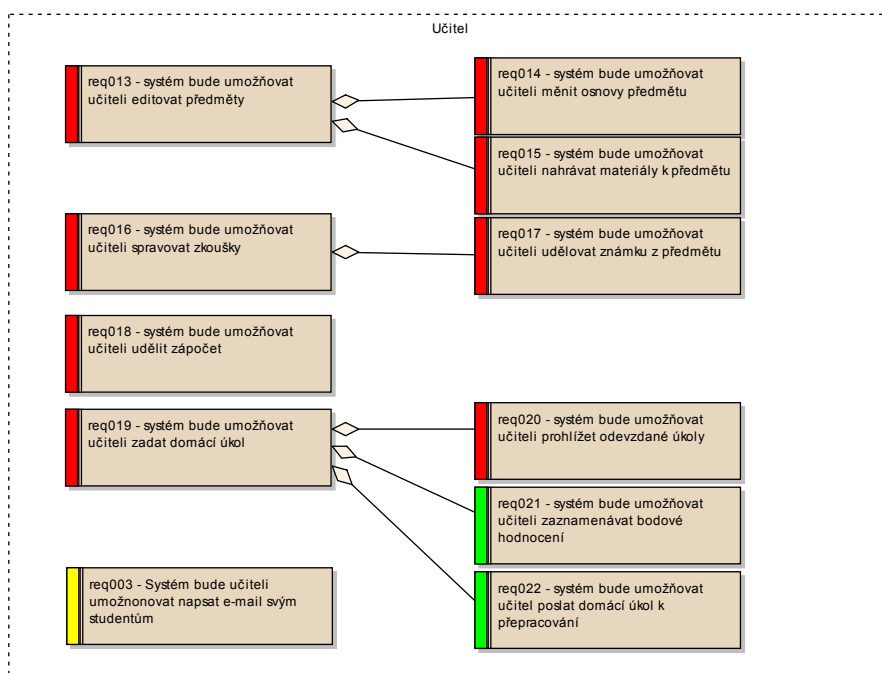 Učitel
req013 - systém bude umožňovat
učiteli editovat předměty
req014 - systém bude umožňovat
učiteli měnit osnovy předmětu
req015 - systém bude umožňovat
učiteli nahrávat materiály k předmětu
req016 - systém bude umožňovat
učiteli spravovat zkoušky
req017 - systém bude umožňovat
učiteli udělovat známku z předmětu
req018 - systém bude umožňovat
učiteli udělit zápočet
req019 - systém bude umožňovat
učiteli zadat domácí úkol
req020 - systém bude umožňovat
učiteli prohlížet odevzdané úkoly
req021 - systém bude umožňovat
učiteli zaznamenávat bodové
hodnocení
req003 - Systém bude učiteli
umožnonovat napsat e-mail svým
studentům
req022 - systém bude umožňovat
učitel poslat domácí úkol k
přepracování